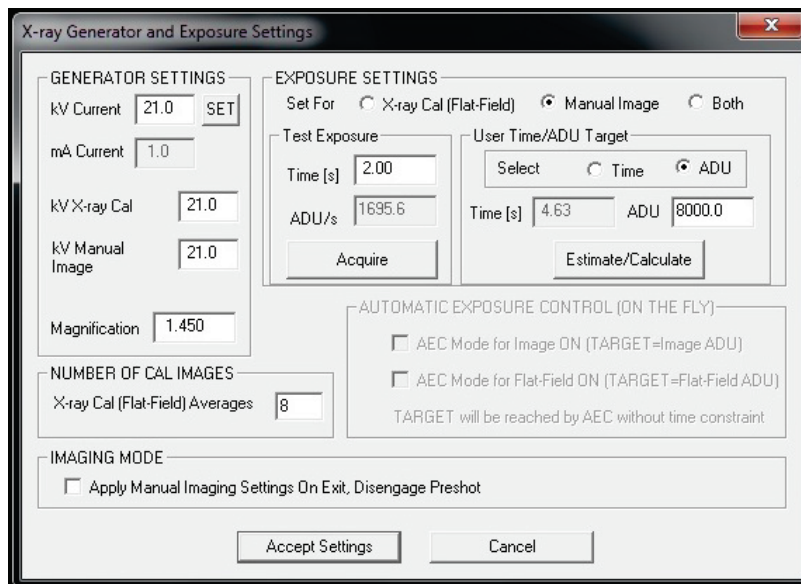 X-ray Generator and Exposure Settings
GENERATOR SETTINGS
kV Current 21.0 SET
mA Current 1.0
kV X-ray Cal 21.0
kV Manual Image 21.0
Magnification 1.450
EXPOSURE SETTINGS
Set For X-ray Cal (Flat-Field) Manual Image Both
Test Exposure
Time [s] 2.00
ADU/s 1695.6
Acquire
User Time/ADU Target
Select Time ADU
Time [s] 4.63 ADU 8000.0
Estimate/Calculate
AUTOMATIC EXPOSURE CONTROL (ON THE FLY)
AEC Mode for Image ON (TARGET=Image ADU)
AEC Mode for Flat-Field ON (TARGET=Flat-Field ADU)
TARGET will be reached by AEC without time constraint
NUMBER OF CAL IMAGES
X-ray Cal (Flat-Field) Averages 8
IMAGING MODE
Apply Manual Imaging Settings On Exit, Disengage Preshot
Accept Settings Cancel